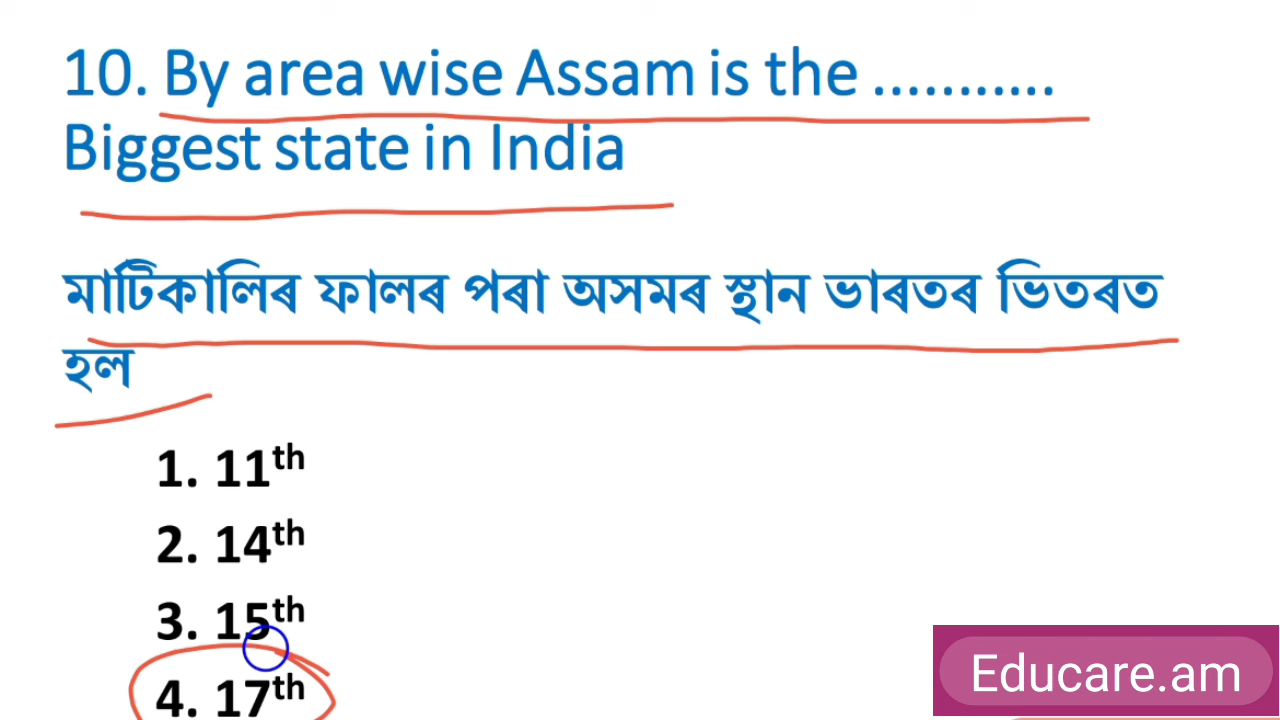 10. By area wise Assam is the ...........
Biggest state in India
মাটিকালিৰ ফালৰ পৰা অসমৰ স্থান ভাৰতৰ ভিতৰত
হল
1. 11th
2. 14th
3. 15th
4. 17th
Educare.am